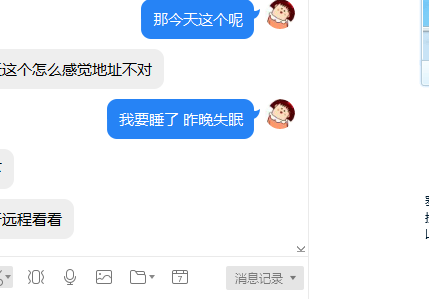 那今天这个呢
这个怎么感觉地址不对
我要睡了 昨晚失眠
远程看看
消息记录